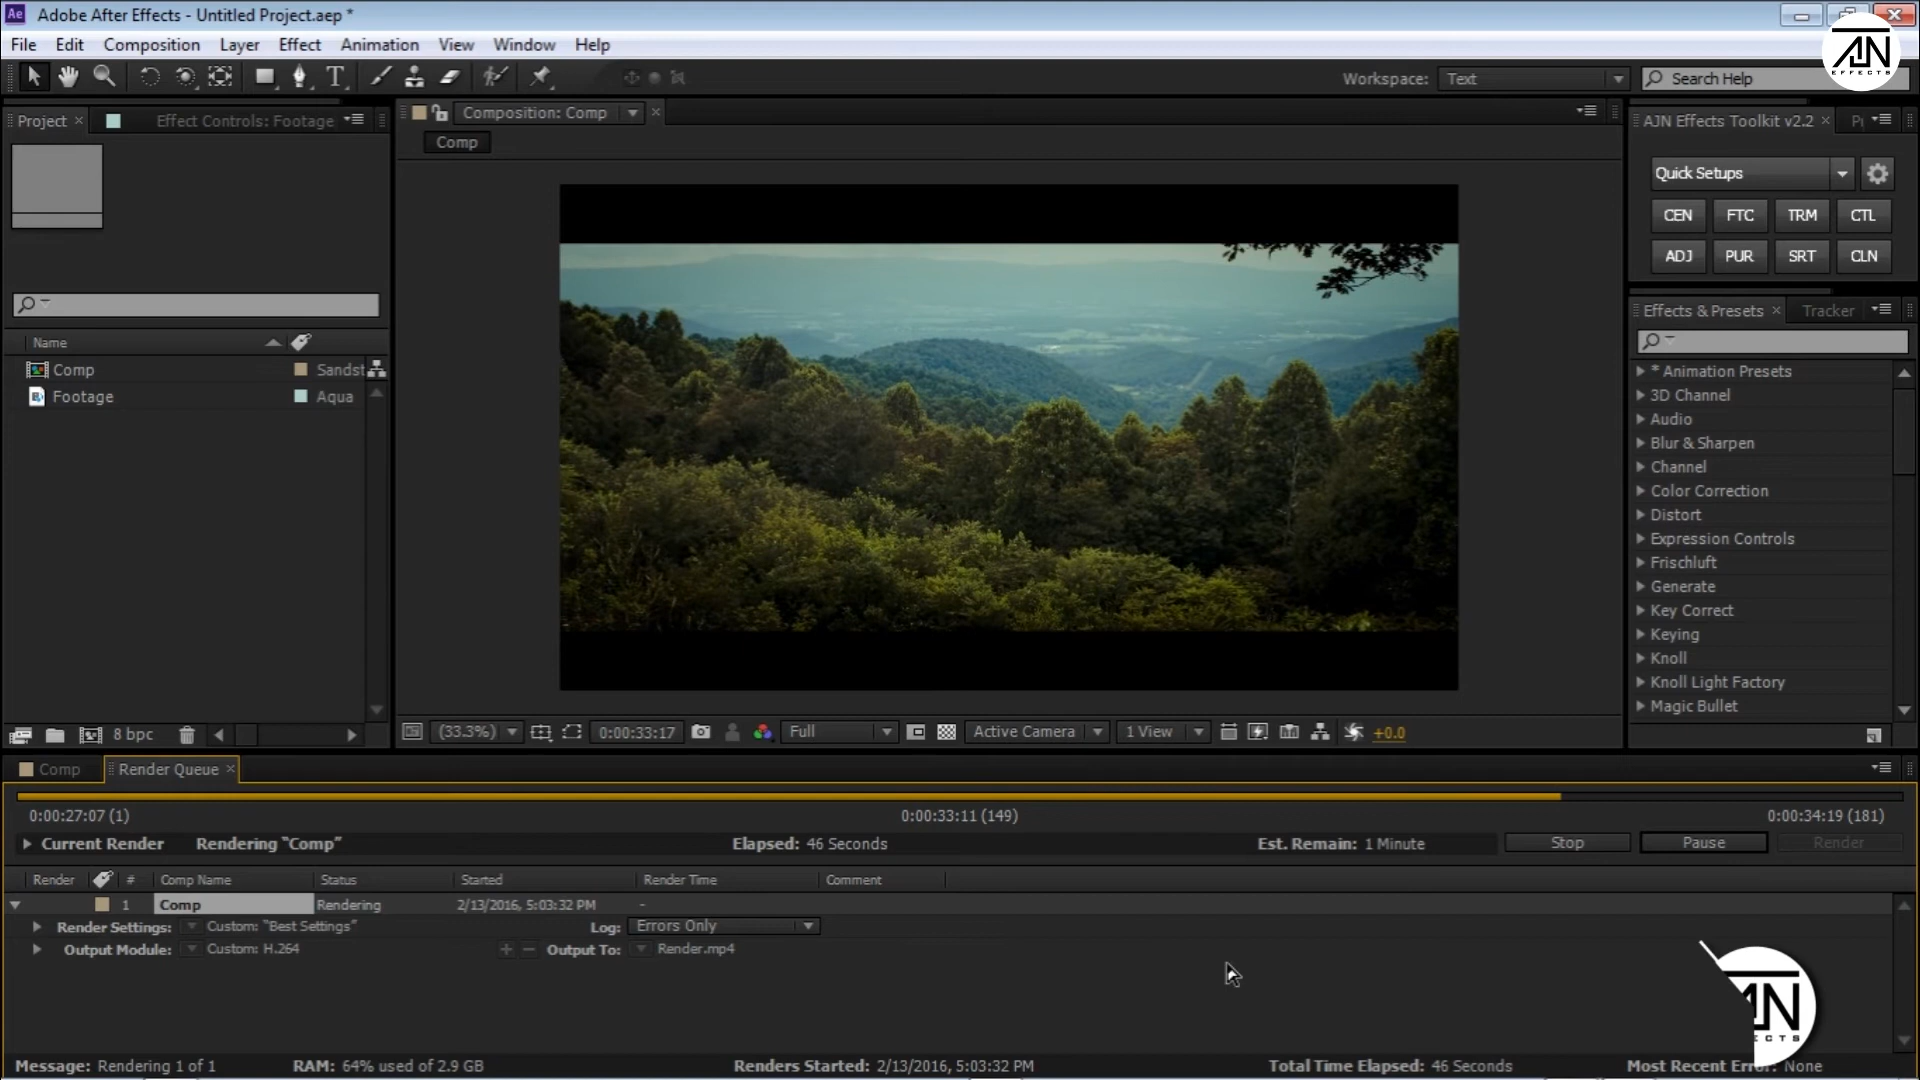 Ae Adobe After Effects - Untitled Project.aep *
File Edit Composition Layer Effect Animation View Window Help
Workspace: Text Search Help
AJN EFFECTS
Project Effect Controls: Footage
Composition: Comp
Comp
AJN Effects Toolkit v2.2
Quick Setups
CEN FTC TRM CTL
ADJ PUR SRT CLN
Name
Comp Sandst
Footage Aqua
Effects & Presets Tracker
* Animation Presets
3D Channel
Audio
Blur & Sharpen
Channel
Color Correction
Distort
Expression Controls
Frischluft
Generate
Key Correct
Keying
Knoll
Knoll Light Factory
Magic Bullet
8 bpc
(33.3%) 0:00:33:17 Full Active Camera 1 View +0.0
Comp Render Queue
0:00:27:07 (1) 0:00:33:11 (149) 0:00:34:19 (181)
Current Render Rendering "Comp" Elapsed: 46 Seconds Est. Remain: 1 Minute Stop Pause Render
Render # Comp Name Status Started Render Time Comment
1 Comp Rendering 2/13/2016, 5:03:32 PM -
Render Settings: Custom: "Best Settings" Log: Errors Only
Output Module: Custom: H.264 + − Output To: Render.mp4
Message: Rendering 1 of 1 RAM: 64% used of 2.9 GB Renders Started: 2/13/2016, 5:03:32 PM Total Time Elapsed: 46 Seconds Most Recent None